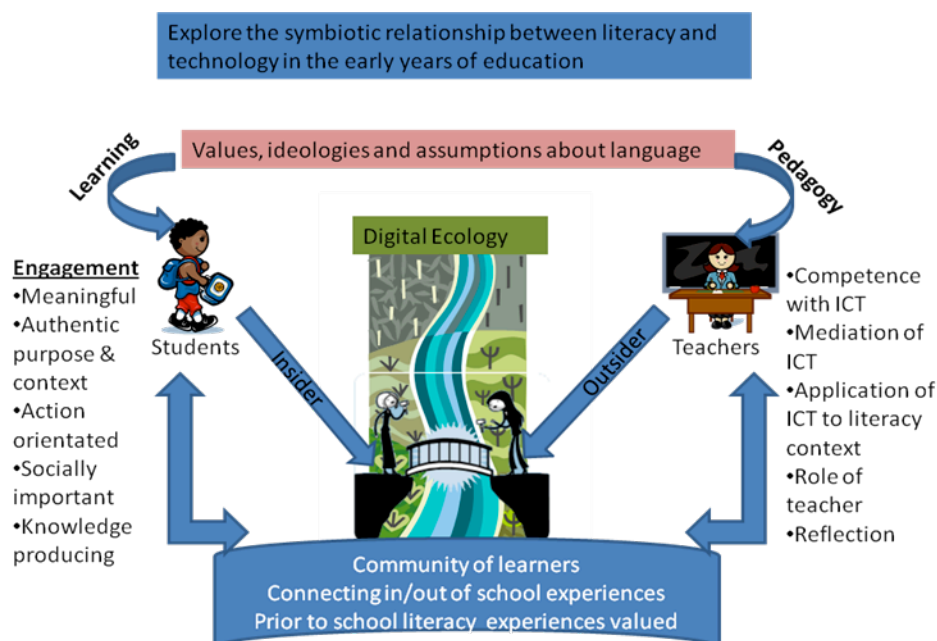 Explore the symbiotic relationship between literacy and
technology in the early years of education
Values, ideologies and assumptions about language
Learning
Pedagogy
Digital Ecology
Engagement
•Meaningful
•Authentic
purpose &
context
•Action
orientated
•Socially
important
•Knowledge
producing
Students
Insider
Outsider
Teachers
•Competence
with ICT
•Mediation of
ICT
•Application of
ICT to literacy
context
•Role of
teacher
•Reflection
Community of learners
Connecting in/out of school experiences
Prior to school literacy experiences valued